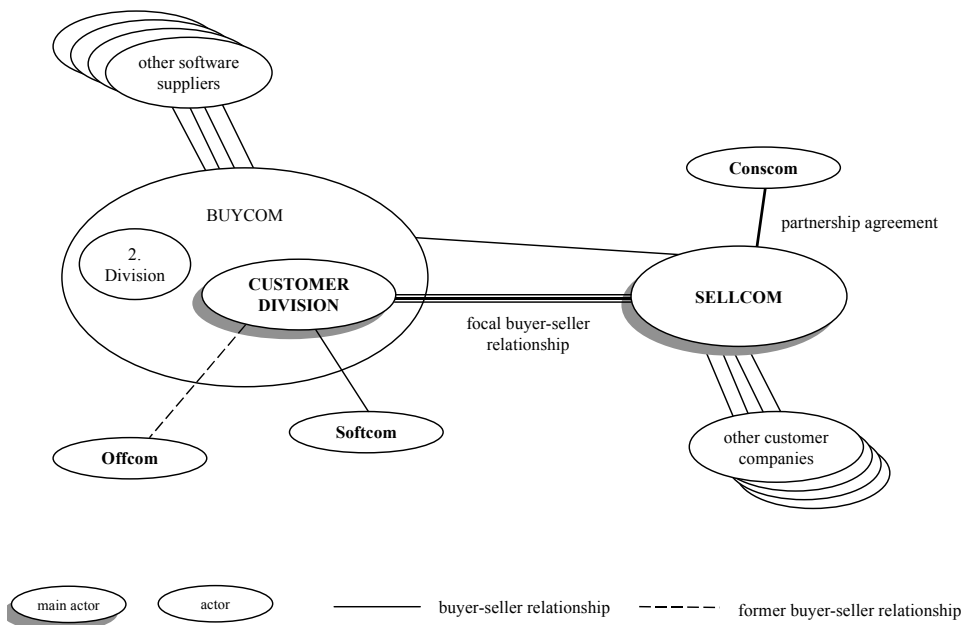 other software
suppliers
Conscom
partnership agreement
BUYCOM
2.
Division
CUSTOMER
DIVISION
SELLCOM
focal buyer-seller
relationship
Softcom
Offcom
other customer
companies
main actor
actor
buyer-seller relationship
former buyer-seller relationship